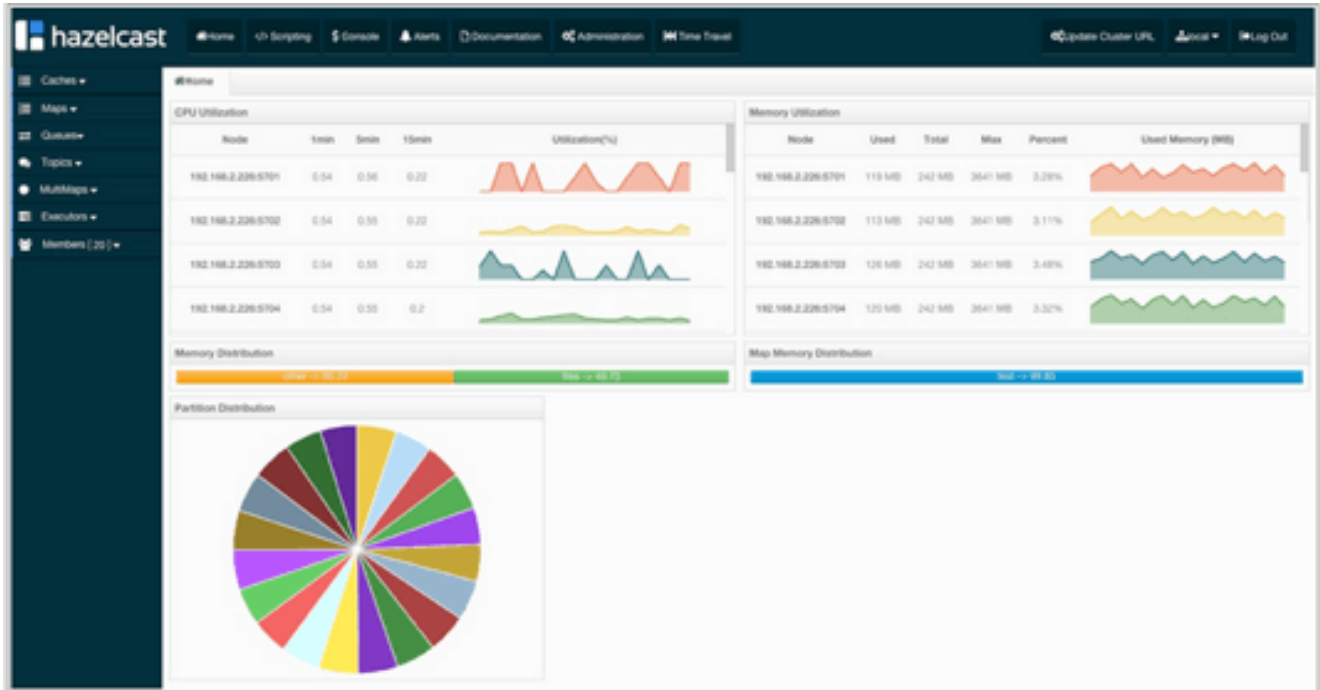 hazelcast Home </> Scripting $ Console Alerts Documentation Administration Time Travel Update Cluster URL local Log Out
Caches
Maps
Queues
Topics
MultiMaps
Executors
Members [ 20 ]
Home
CPU Utilization
Node 1min 5min 15min Utilization(%)
192.168.2.226:5701 0.54 0.56 0.22
192.168.2.226:5702 0.54 0.55 0.22
192.168.2.226:5703 0.54 0.55 0.22
192.168.2.226:5704 0.54 0.55 0.2
Memory Utilization
Node Used Total Max Percent Used Memory (MB)
192.168.2.226:5701 119 MB 242 MB 3641 MB 3.28%
192.168.2.226:5702 113 MB 242 MB 3641 MB 3.11%
192.168.2.226:5703 126 MB 242 MB 3641 MB 3.48%
192.168.2.226:5704 120 MB 242 MB 3641 MB 3.32%
Memory Distribution
Map Memory Distribution
test -> 99.85
Partition Distribution